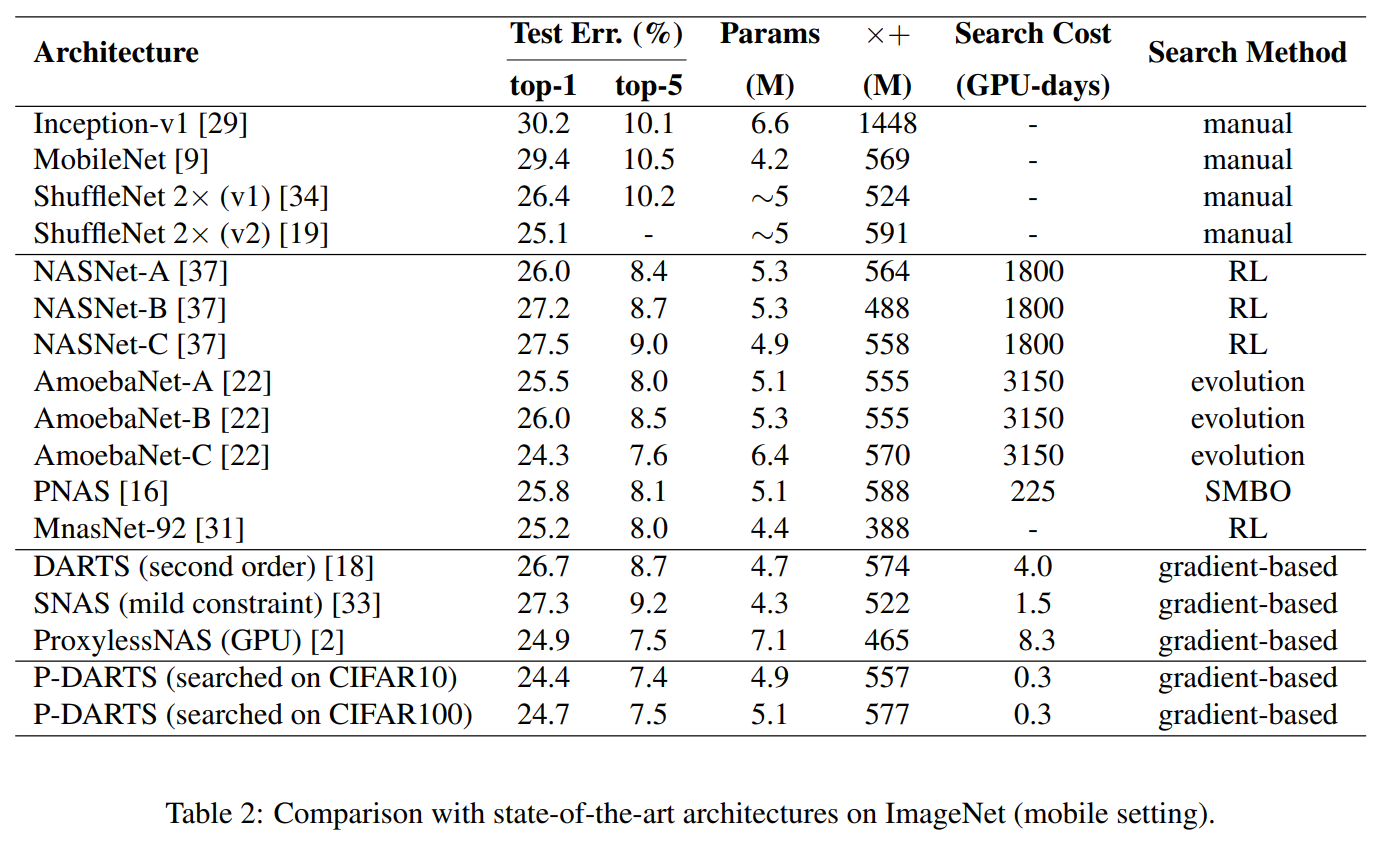 Architecture Test Err. (%) Params ×+ Search Cost Search Method
top-1 top-5 (M) (M) (GPU-days)
Inception-v1 [29] 30.2 10.1 6.6 1448 - manual
MobileNet [9] 29.4 10.5 4.2 569 - manual
ShuffleNet 2× (v1) [34] 26.4 10.2 ∼5 524 - manual
ShuffleNet 2× (v2) [19] 25.1 - ∼5 591 - manual
NASNet-A [37] 26.0 8.4 5.3 564 1800 RL
NASNet-B [37] 27.2 8.7 5.3 488 1800 RL
NASNet-C [37] 27.5 9.0 4.9 558 1800 RL
AmoebaNet-A [22] 25.5 8.0 5.1 555 3150 evolution
AmoebaNet-B [22] 26.0 8.5 5.3 555 3150 evolution
AmoebaNet-C [22] 24.3 7.6 6.4 570 3150 evolution
PNAS [16] 25.8 8.1 5.1 588 225 SMBO
MnasNet-92 [31] 25.2 8.0 4.4 388 - RL
DARTS (second order) [18] 26.7 8.7 4.7 574 4.0 gradient-based
SNAS (mild constraint) [33] 27.3 9.2 4.3 522 1.5 gradient-based
ProxylessNAS (GPU) [2] 24.9 7.5 7.1 465 8.3 gradient-based
P-DARTS (searched on CIFAR10) 24.4 7.4 4.9 557 0.3 gradient-based
P-DARTS (searched on CIFAR100) 24.7 7.5 5.1 577 0.3 gradient-based
Table 2: Comparison with state-of-the-art architectures on ImageNet (mobile setting).